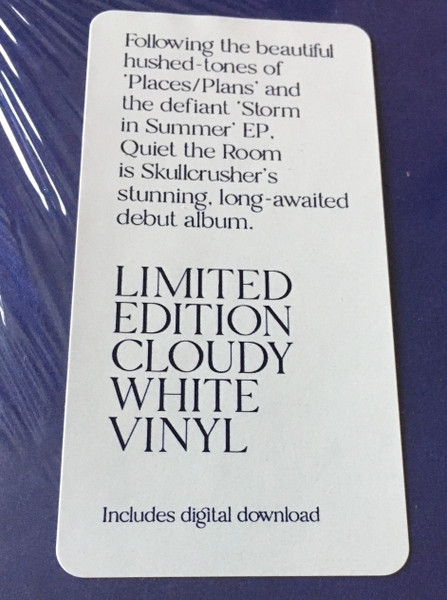 Following the beautiful
hushed-tones of
'Places/Plans' and
the defiant 'Storm
in Summer' EP,
Quiet the Room
is Skullcrusher's
stunning, long-awaited
debut album.
LIMITED
EDITION
CLOUDY
WHITE
VINYL
Includes digital download